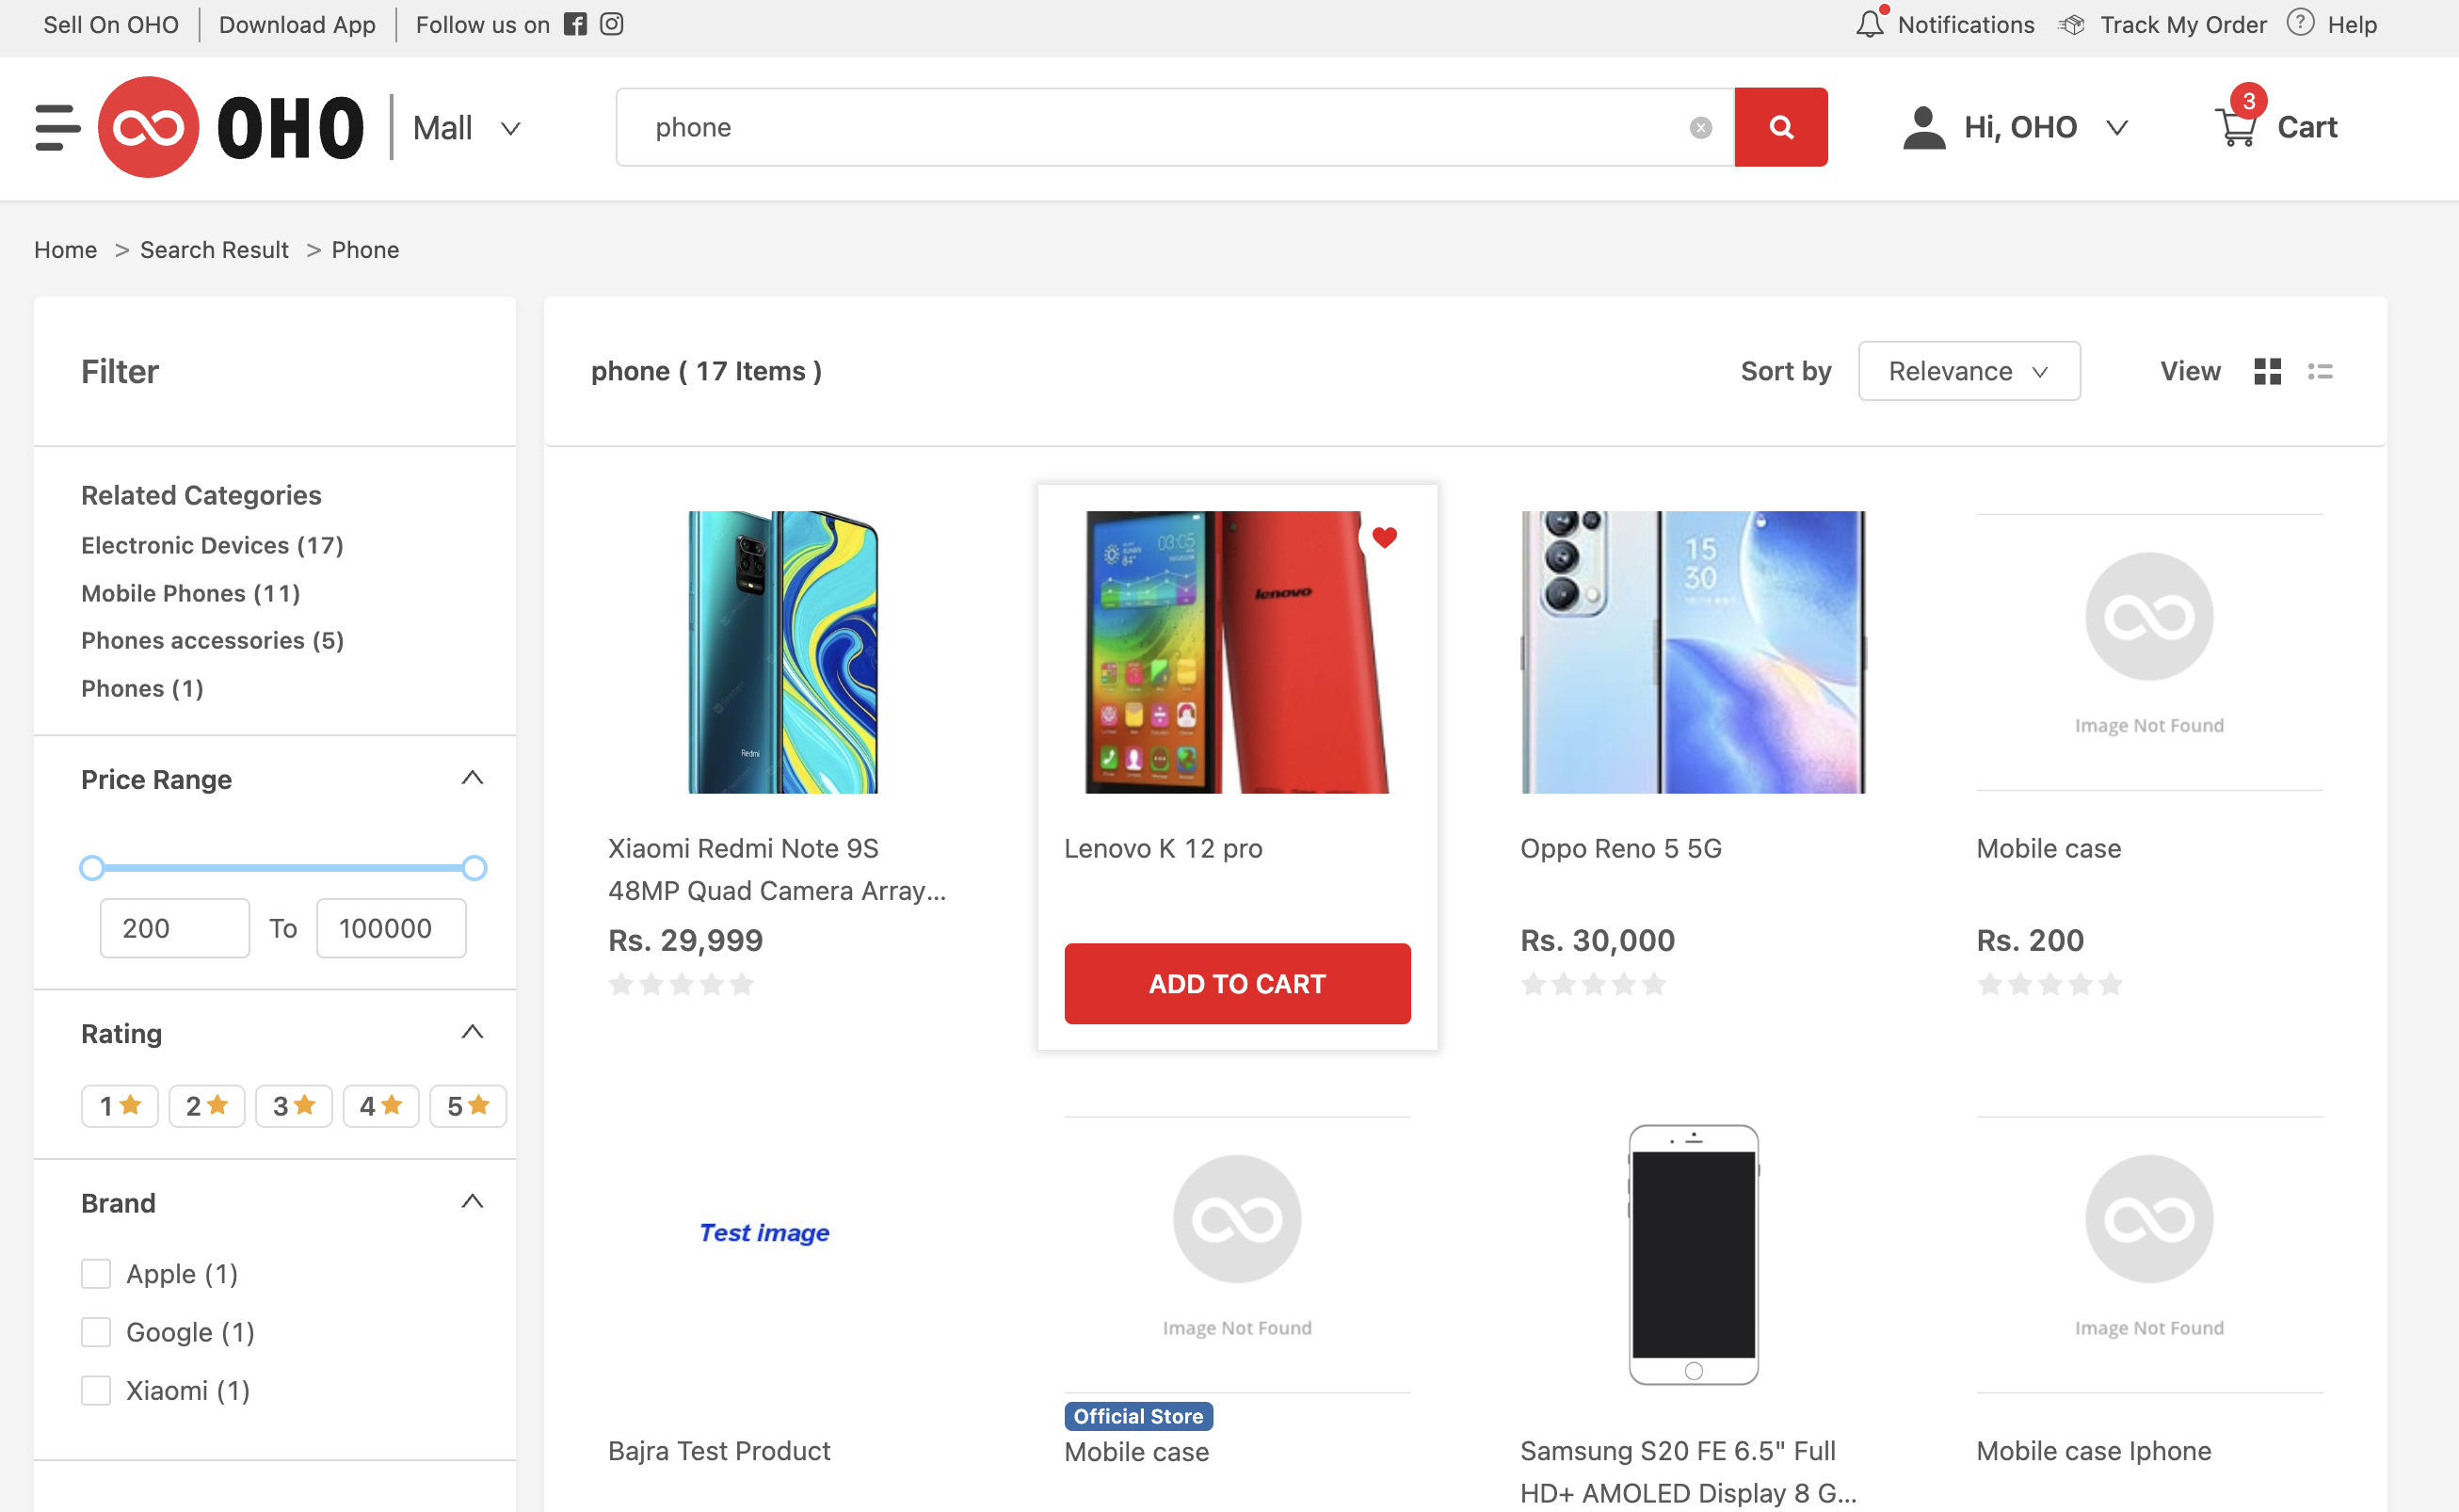 Sell On OHO
Download App
Follow us on
Notifications
Track My Order
Help
OHO
Mall
phone
Hi, OHO
3
Cart
Home > Search Result > Phone
Filter
Related Categories
Electronic Devices (17)
Mobile Phones (11)
Phones accessories (5)
Phones (1)
Price Range
200 To 100000
Rating
1
2
3
4
5
Brand
Apple (1)
Google (1)
Xiaomi (1)
phone ( 17 Items )
Sort by
Relevance
View
Redmi
03:05
lenovo
15
30
Image Not Found
Xiaomi Redmi Note 9S
48MP Quad Camera Array...
Rs. 29,999
Lenovo K 12 pro
ADD TO CART
Oppo Reno 5 5G
Rs. 30,000
Mobile case
Rs. 200
Test image
Bajra Test Product
Image Not Found
Official Store
Mobile case
Samsung S20 FE 6.5" Full
HD+ AMOLED Display 8 G...
Image Not Found
Mobile case Iphone